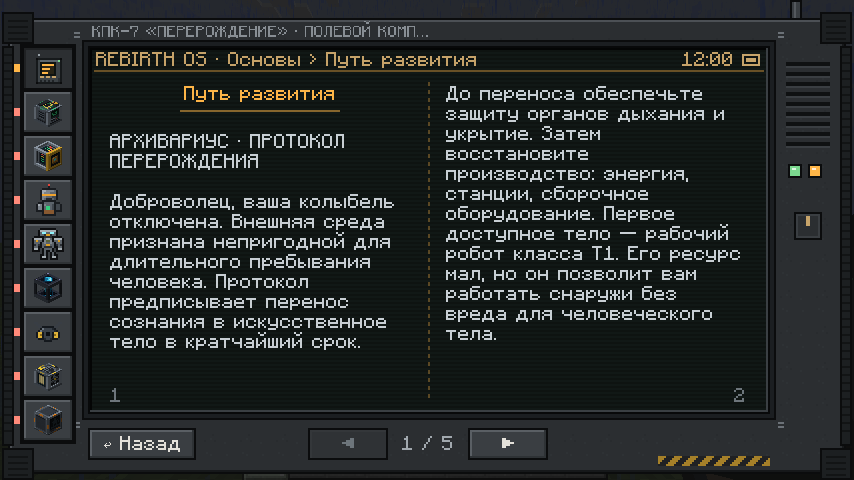 КПК-7 «ПЕРЕРОЖДЕНИЕ» · ПОЛЕВОЙ КОМП...
REBIRTH OS · Основы > Путь развития
12:00
Путь развития
АРХИВАРИУС · ПРОТОКОЛ
ПЕРЕРОЖДЕНИЯ
Доброволец, ваша колыбель
отключена. Внешняя среда
признана непригодной для
длительного пребывания
человека. Протокол
предписывает перенос
сознания в искусственное
тело в кратчайший срок.
1
До переноса обеспечьте
защиту органов дыхания и
укрытие. Затем
восстановите
производство: энергия,
станции, сборочное
оборудование. Первое
доступное тело — рабочий
робот класса Т1. Его ресурс
мал, но он позволит вам
работать снаружи без
вреда для человеческого
тела.
2
Назад
1 / 5